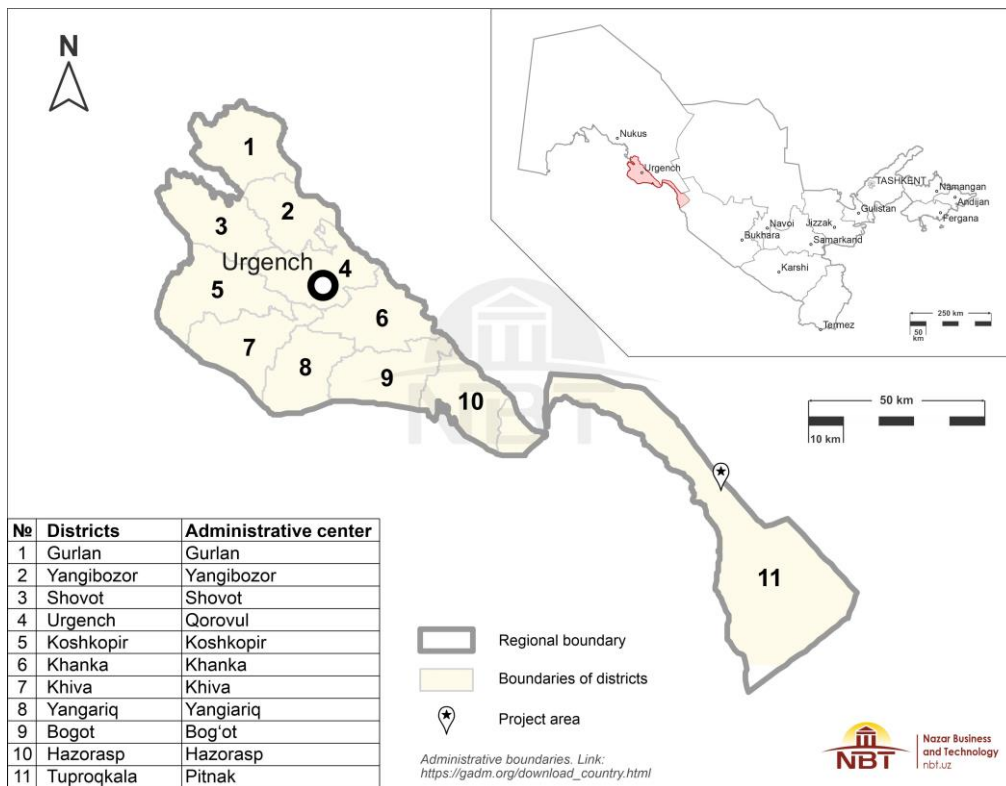 N
1
2
3
Urgench
4
5
6
7
8
9
10
11
NBT
Nukus
Urgench
TASHKENT
Namangan
Andijan
Fergana
Gulistan
Navoi
Jizzak
Bukhara
Samarkand
Karshi
Termez
250 km
50 km
50 km
10 km
№ Districts Administrative center
1 Gurlan Gurlan
2 Yangibozor Yangibozor
3 Shovot Shovot
4 Urgench Qorovul
5 Koshkopir Koshkopir
6 Khanka Khanka
7 Khiva Khiva
8 Yangariq Yangiariq
9 Bogot Bog‘ot
10 Hazorasp Hazorasp
11 Tuproqkala Pitnak
Regional boundary
Boundaries of districts
Project area
Administrative boundaries. Link:
https://gadm.org/download_country.html
NBT
Nazar Business
and Technology
nbt.uz